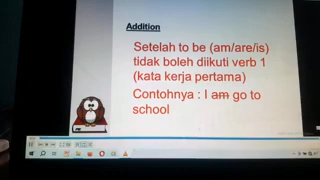 Addition
Setelah to be (am/are/is)
tidak boleh diikuti verb 1
(kata kerja pertama)
Contohnya : I am go to
school